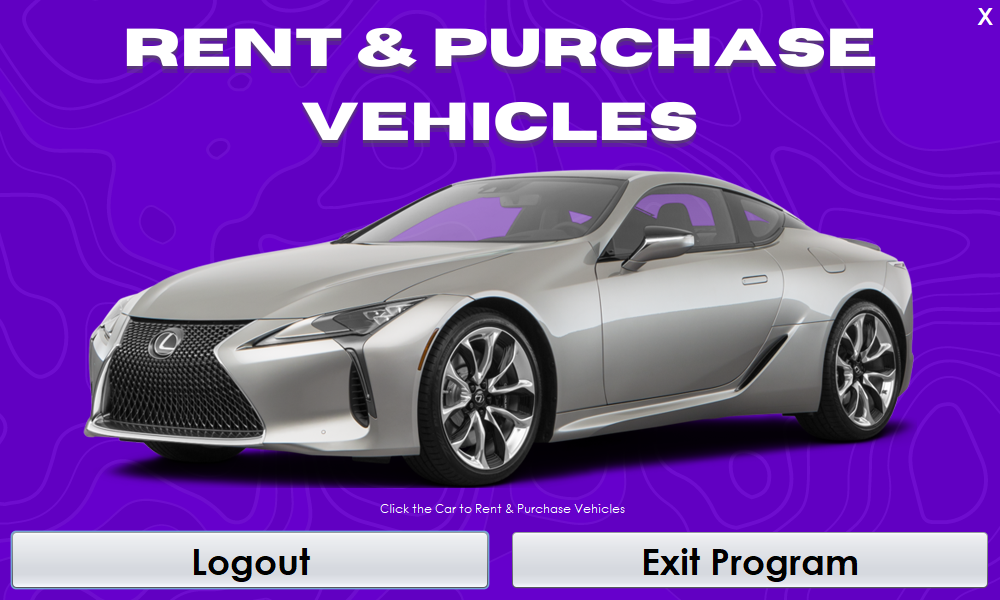 X
RENT & PURCHASE
VEHICLES
Click the Car to Rent & Purchase Vehicles
Logout
Exit Program